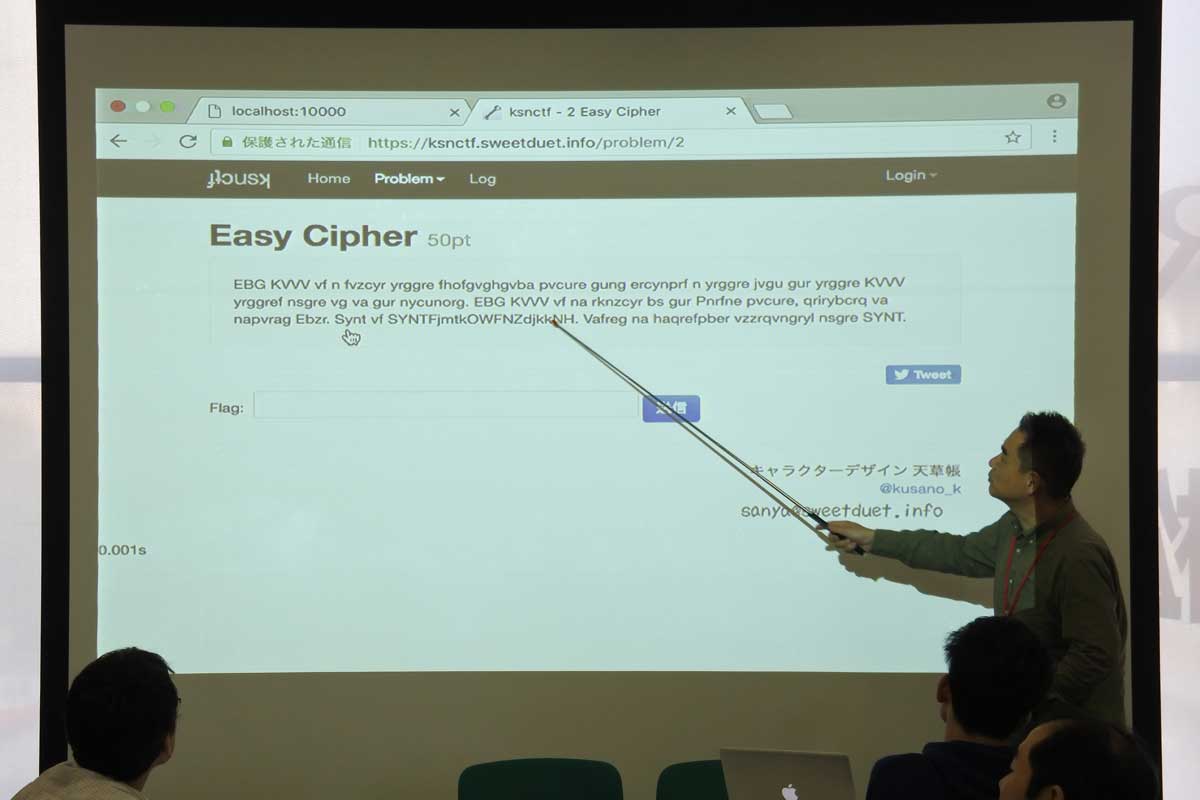 localhost:10000
ksnctf - 2 Easy Cipher
保護された通信 https://ksnctf.sweetduet.info/problem/2
ksnctf Home Problem Log Login
Easy Cipher 50pt
EBG KVVV vf n fvzcyr yrggre fhofgvghgvba pvcure gung ercynprf n yrggre jvgu gur yrggre KVVV
yrggref nsgre vg va gur nycunorg. EBG KVVV vf na rknzcyr bs gur Pnrfne pvcure, qrirybcrq va
napvrag Ebzr. Synt vf SYNTFjmtkOWFNZdjkkNH. Vafreg na haqrefpber vzzrqvngryl nsgre SYNT.
Tweet
Flag:
送信
キャラクターデザイン 天草帳
@kusano_k
sanya@sweetduet.info
0.001s